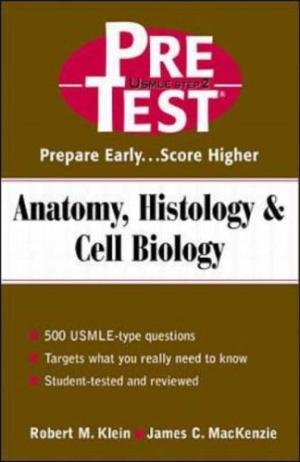 PRE
USMLE STEP 2
TEST®
Prepare Early...Score Higher
Anatomy, Histology &
Cell Biology
500 USMLE-type questions
Targets what you really need to know
Student-tested and reviewed
Robert M. Klein ■ James C. MacKenzie